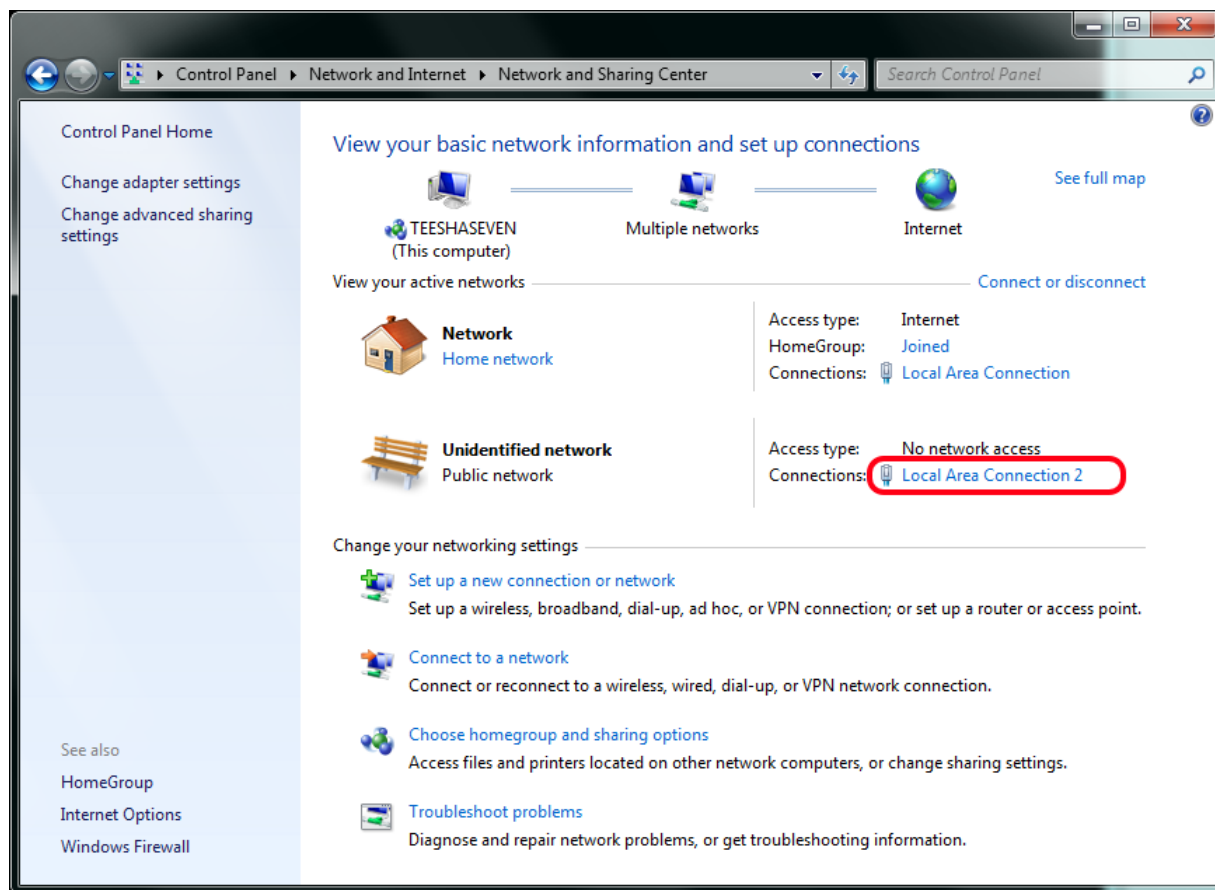 Control Panel Network and Internet Network and Sharing Center Search Control Panel
Control Panel Home
Change adapter settings
Change advanced sharing
settings
View your basic network information and set up connections
See full map
TEESHASEVEN
(This computer)
Multiple networks
Internet
View your active networks
Connect or disconnect
Network
Home network
Access type: Internet
HomeGroup: Joined
Connections: Local Area Connection
Unidentified network
Public network
Access type: No network access
Connections: Local Area Connection 2
Change your networking settings
Set up a new connection or network
Set up a wireless, broadband, dial-up, ad hoc, or VPN connection; or set up a router or access point.
Connect to a network
Connect or reconnect to a wireless, wired, dial-up, or VPN network connection.
Choose homegroup and sharing options
Access files and printers located on other network computers, or change sharing settings.
Troubleshoot problems
Diagnose and repair network problems, or get troubleshooting information.
See also
HomeGroup
Internet Options
Windows Firewall